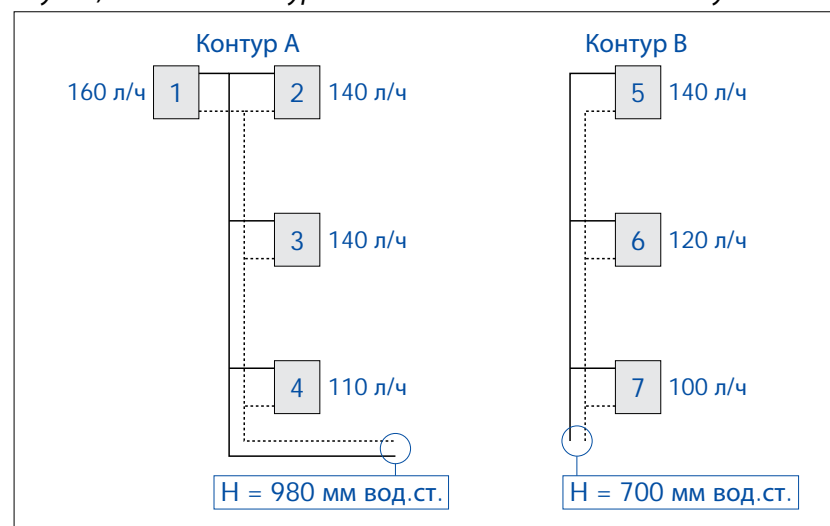 Контур А
Контур В
160 л/ч
1
2
140 л/ч
5
140 л/ч
3
140 л/ч
6
120 л/ч
4
110 л/ч
7
100 л/ч
H = 980 мм вод.ст.
H = 700 мм вод.ст.